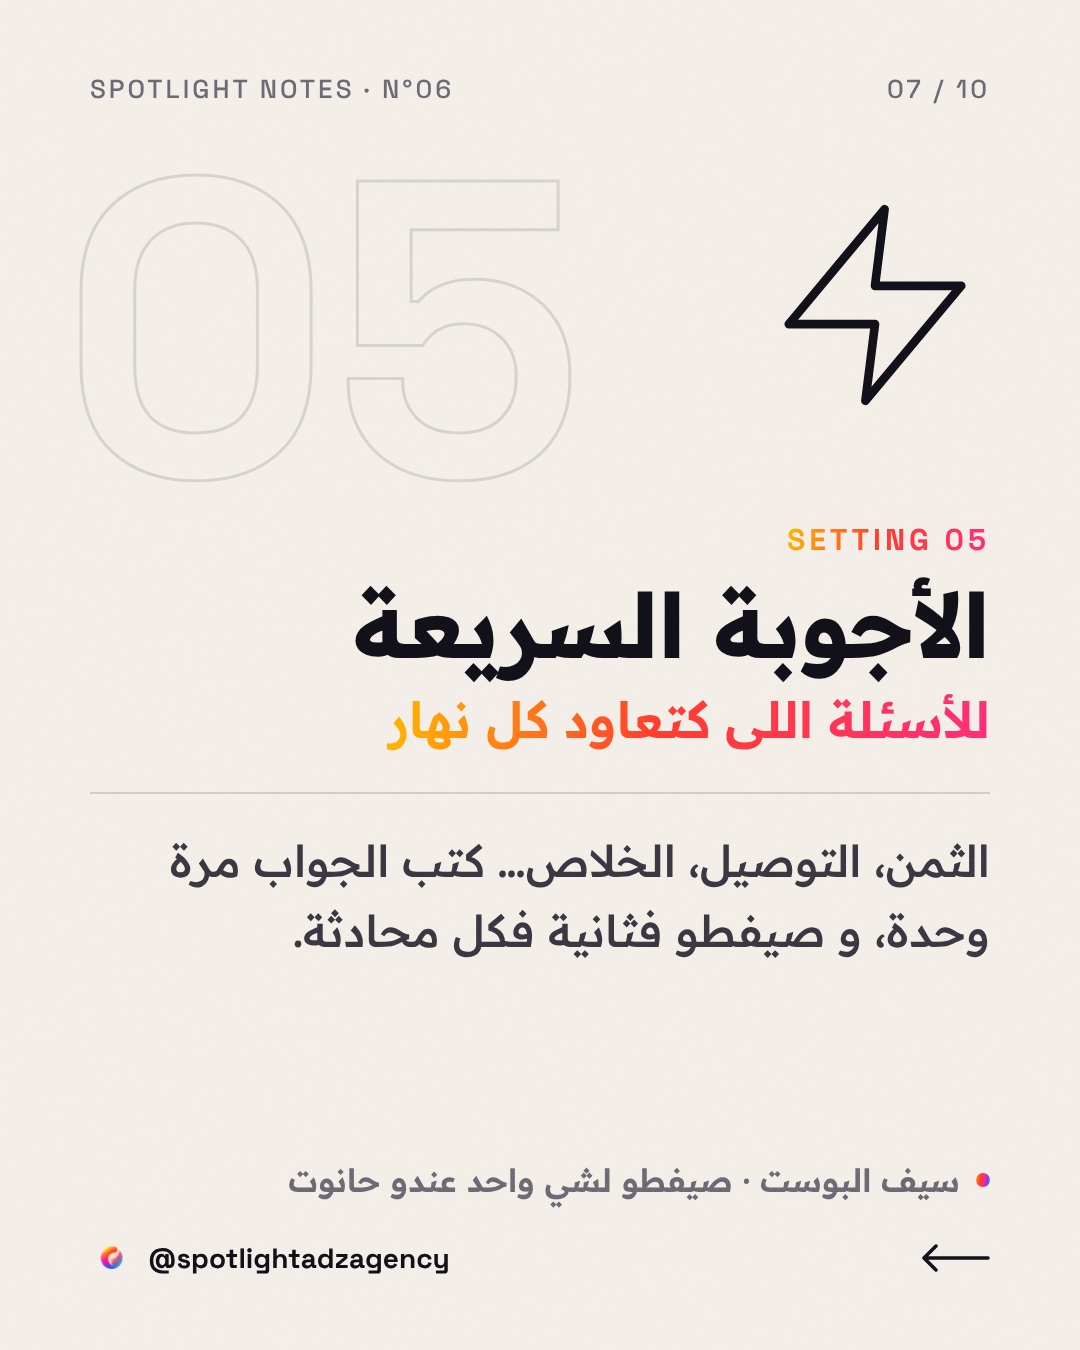 SPOTLIGHT NOTES · N°06
07 / 10
05
SETTING 05
الأجوبة السريعة
للأسئلة اللي كتعاود كل نهار
الثمن، التوصيل، الخلاص... كتب الجواب مرة
وحدة، و صيفطو فثانية فكل محادثة.
سيف البوست · صيفطو لشي واحد عندو حانوت
@spotlightadzagency